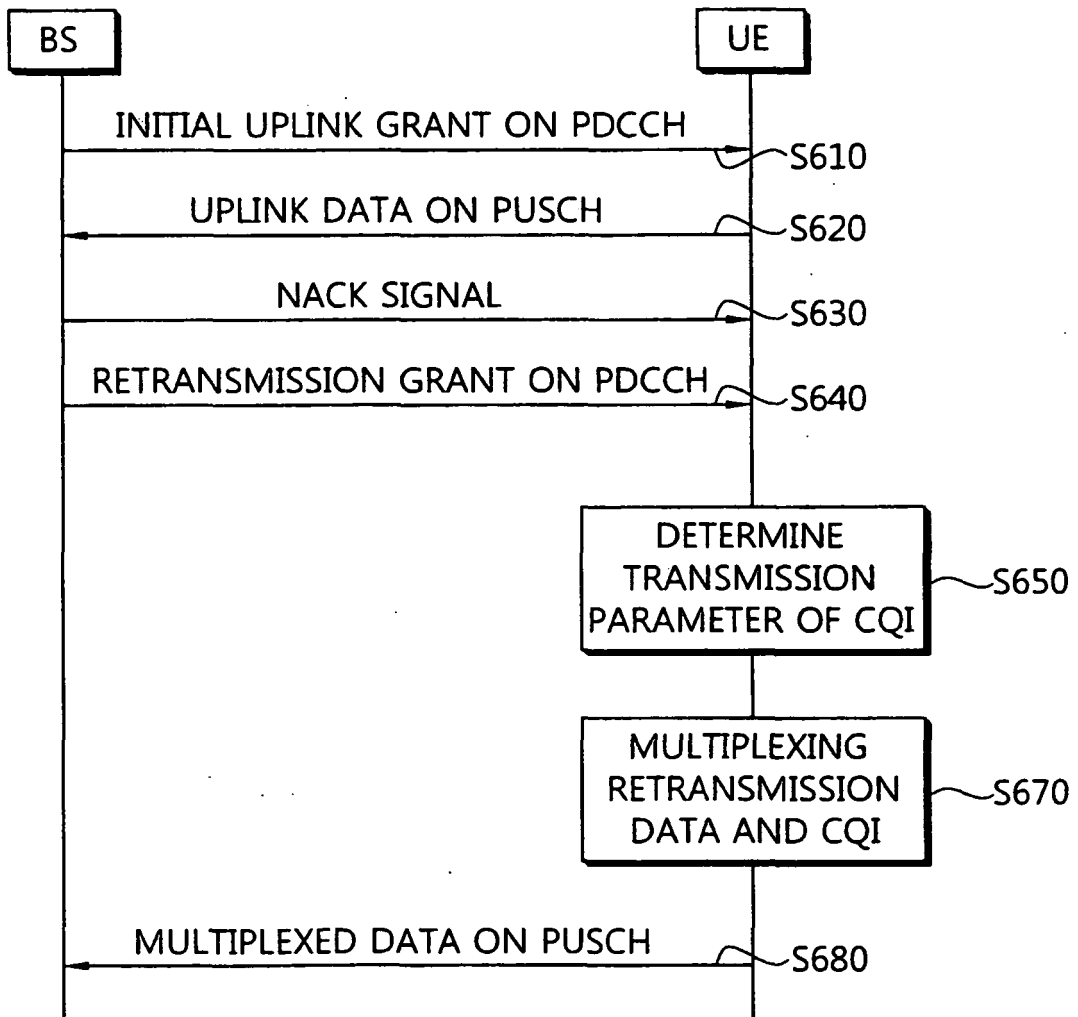 BS
UE
INITIAL UPLINK GRANT ON PDCCH
S610
UPLINK DATA ON PUSCH
S620
NACK SIGNAL
S630
RETRANSMISSION GRANT ON PDCCH
S640
DETERMINE
TRANSMISSION
PARAMETER OF CQI
S650
MULTIPLEXING
RETRANSMISSION
DATA AND CQI
S670
MULTIPLEXED DATA ON PUSCH
S680